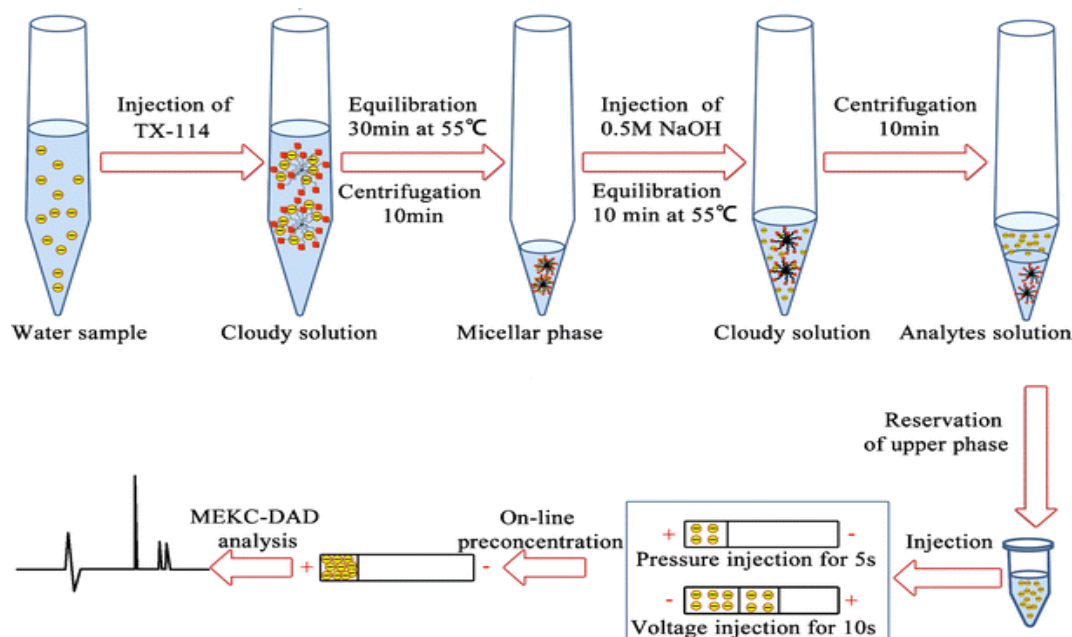 Injection of
TX-114
Equilibration
30min at 55℃
Centrifugation
10min
Injection of
0.5M NaOH
Equilibration
10 min at 55℃
Centrifugation
10min
Water sample
Cloudy solution
Micellar phase
Cloudy solution
Analytes solution
Reservation
of upper phase
Injection
+ -
Pressure injection for 5s
- +
Voltage injection for 10s
On-line
preconcentration
+ -
MEKC-DAD
analysis